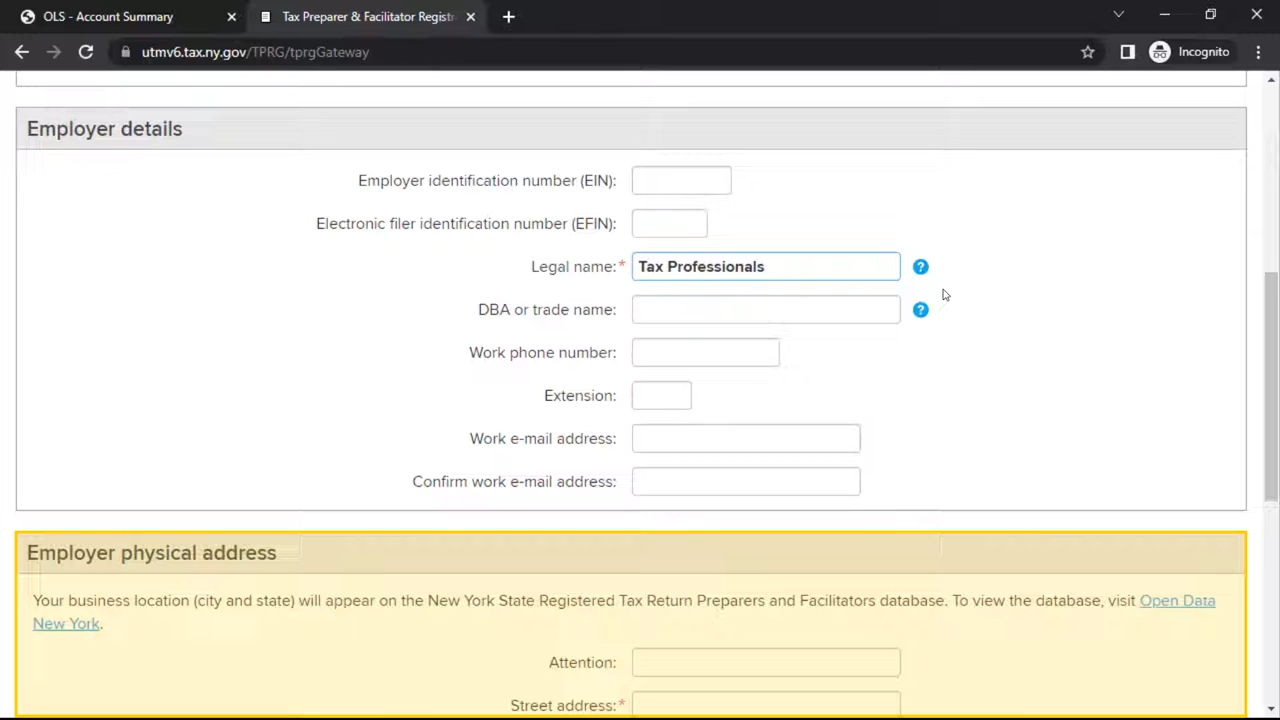 OLS - Account Summary
Tax Preparer & Facilitator Registr
utmv6.tax.ny.gov/TPRG/tprgGateway
Incognito
Employer details
Employer identification number (EIN):
Electronic filer identification number (EFIN):
Legal name:* Tax Professionals ?
DBA or trade name: ?
Work phone number:
Extension:
Work e-mail address:
Confirm work e-mail address:
Employer physical address
Your business location (city and state) will appear on the New York State Registered Tax Return Preparers and Facilitators database. To view the database, visit Open Data
New York.
Attention:
Street address:*